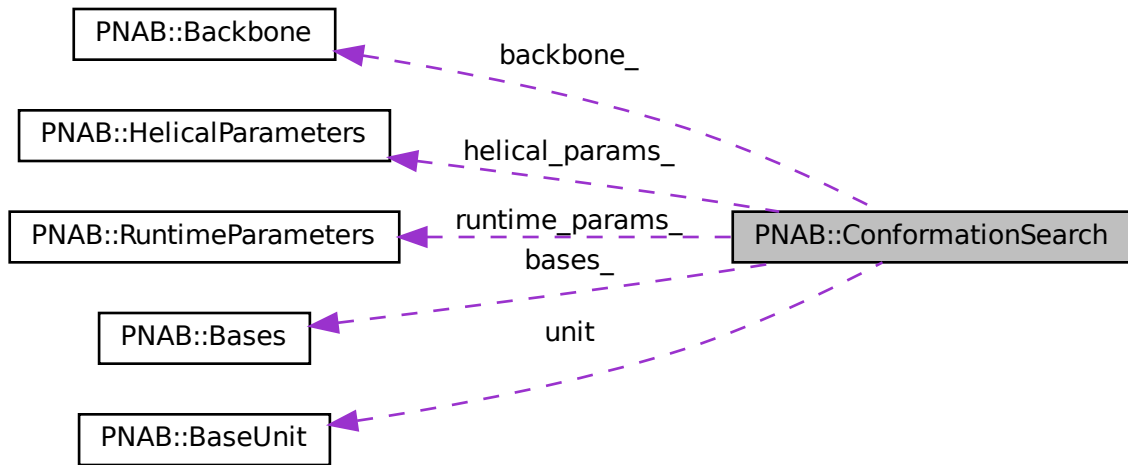 PNAB::Backbone
backbone_
PNAB::HelicalParameters
helical_params_
PNAB::RuntimeParameters
runtime_params_
PNAB::ConformationSearch
bases_
PNAB::Bases
unit
PNAB::BaseUnit